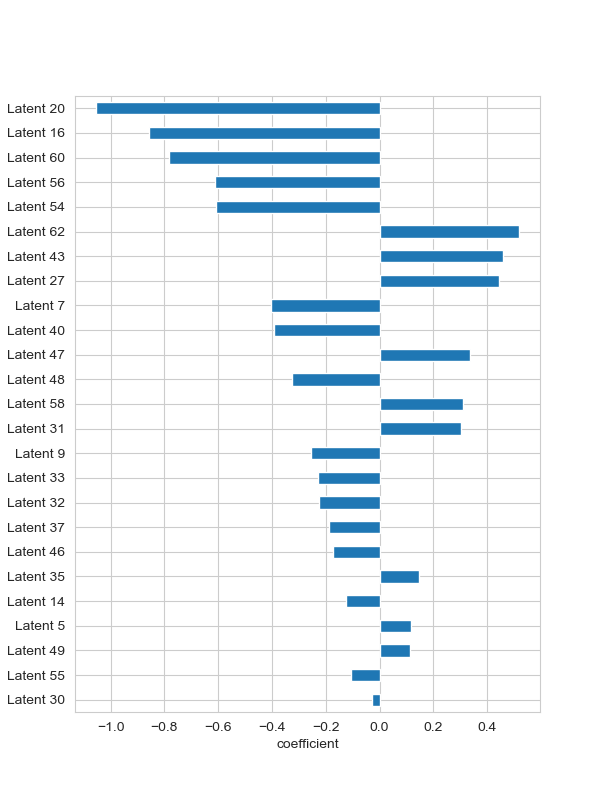 Latent 20
Latent 16
Latent 60
Latent 56
Latent 54
Latent 62
Latent 43
Latent 27
Latent 7
Latent 40
Latent 47
Latent 48
Latent 58
Latent 31
Latent 9
Latent 33
Latent 32
Latent 37
Latent 46
Latent 35
Latent 14
Latent 5
Latent 49
Latent 55
Latent 30
−1.0 −0.8 −0.6 −0.4 −0.2 0.0 0.2 0.4
coefficient